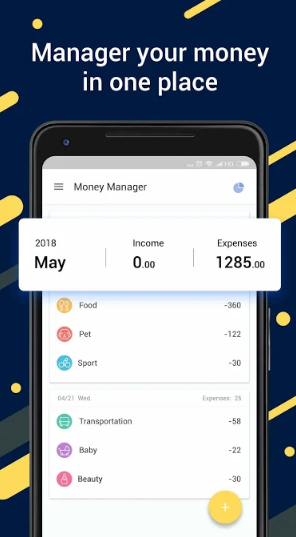 Manager your money
in one place
HD
Money Manager
2018 Income Expenses
May 0.00 1285.00
Food -360
Pet -122
Sport -30
04/21 Wed. Expenses: 25
Transportation -58
Baby -22
Beauty -30
+